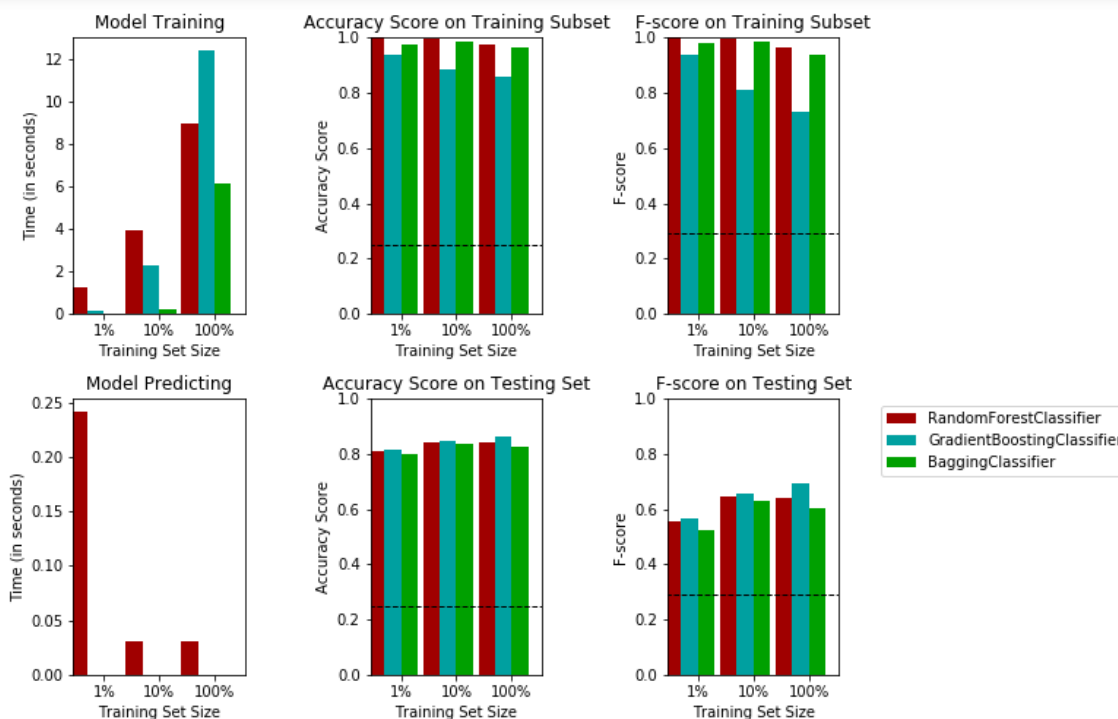 Model Training
Accuracy Score on Training Subset
F-score on Training Subset
Time (in seconds)
12
10
8
6
4
2
0
1%
10%
100%
Training Set Size
Accuracy Score
1.0
0.8
0.6
0.4
0.2
0.0
1%
10%
100%
Training Set Size
F-score
1.0
0.8
0.6
0.4
0.2
0.0
1%
10%
100%
Training Set Size
Model Predicting
Accuracy Score on Testing Set
F-score on Testing Set
Time (in seconds)
0.25
0.20
0.15
0.10
0.05
0.00
1%
10%
100%
Training Set Size
Accuracy Score
1.0
0.8
0.6
0.4
0.2
0.0
1%
10%
100%
Training Set Size
F-score
1.0
0.8
0.6
0.4
0.2
0.0
1%
10%
100%
Training Set Size
RandomForestClassifier
GradientBoostingClassifier
BaggingClassifier